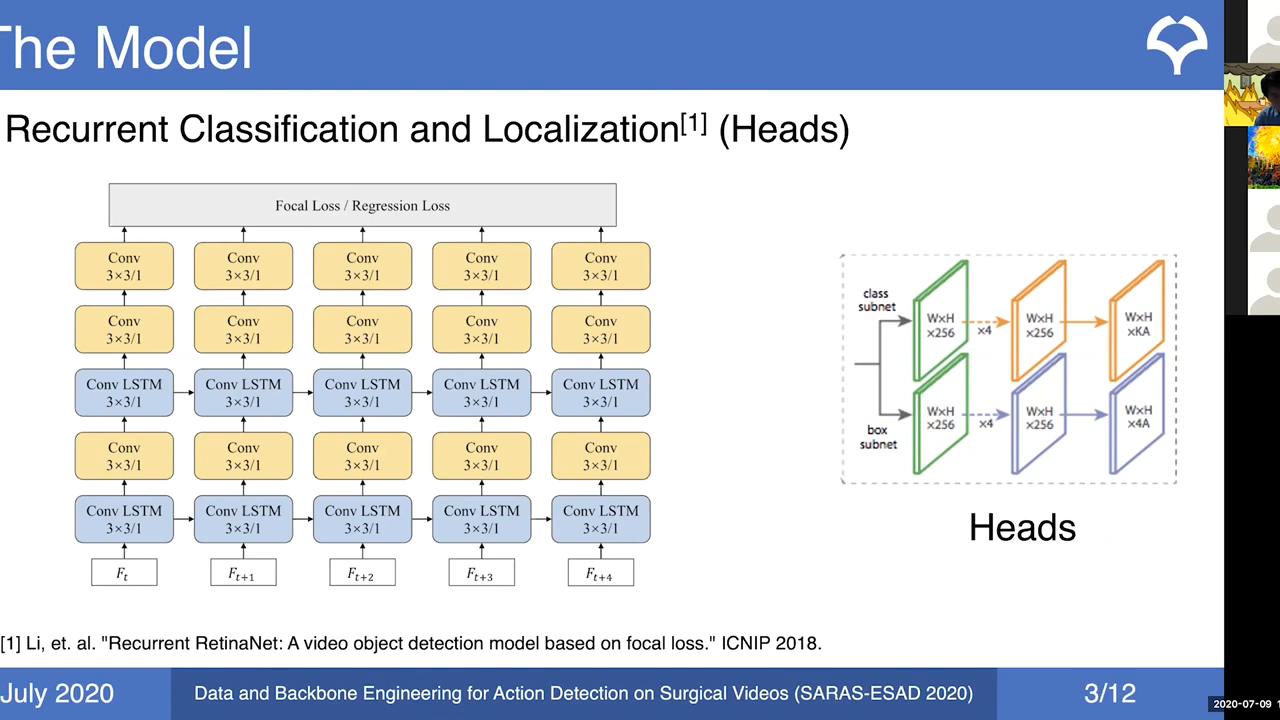 The Model
Recurrent Classification and Localization[1] (Heads)
Focal Loss / Regression Loss
Conv 3×3/1 Conv 3×3/1 Conv 3×3/1 Conv 3×3/1 Conv 3×3/1
Conv 3×3/1 Conv 3×3/1 Conv 3×3/1 Conv 3×3/1 Conv 3×3/1
Conv LSTM 3×3/1 Conv LSTM 3×3/1 Conv LSTM 3×3/1 Conv LSTM 3×3/1 Conv LSTM 3×3/1
Conv 3×3/1 Conv 3×3/1 Conv 3×3/1 Conv 3×3/1 Conv 3×3/1
Conv LSTM 3×3/1 Conv LSTM 3×3/1 Conv LSTM 3×3/1 Conv LSTM 3×3/1 Conv LSTM 3×3/1
Ft Ft+1 Ft+2 Ft+3 Ft+4
class
subnet
W×H ×256 ×4 W×H ×256 W×H ×KA
W×H ×256 ×4 W×H ×256 W×H ×4A
box
subnet
Heads
[1] Li, et. al. "Recurrent RetinaNet: A video object detection model based on focal loss." ICNIP 2018.
July 2020
Data and Backbone Engineering for Action Detection on Surgical Videos (SARAS-ESAD 2020)
3/12
2020-07-09